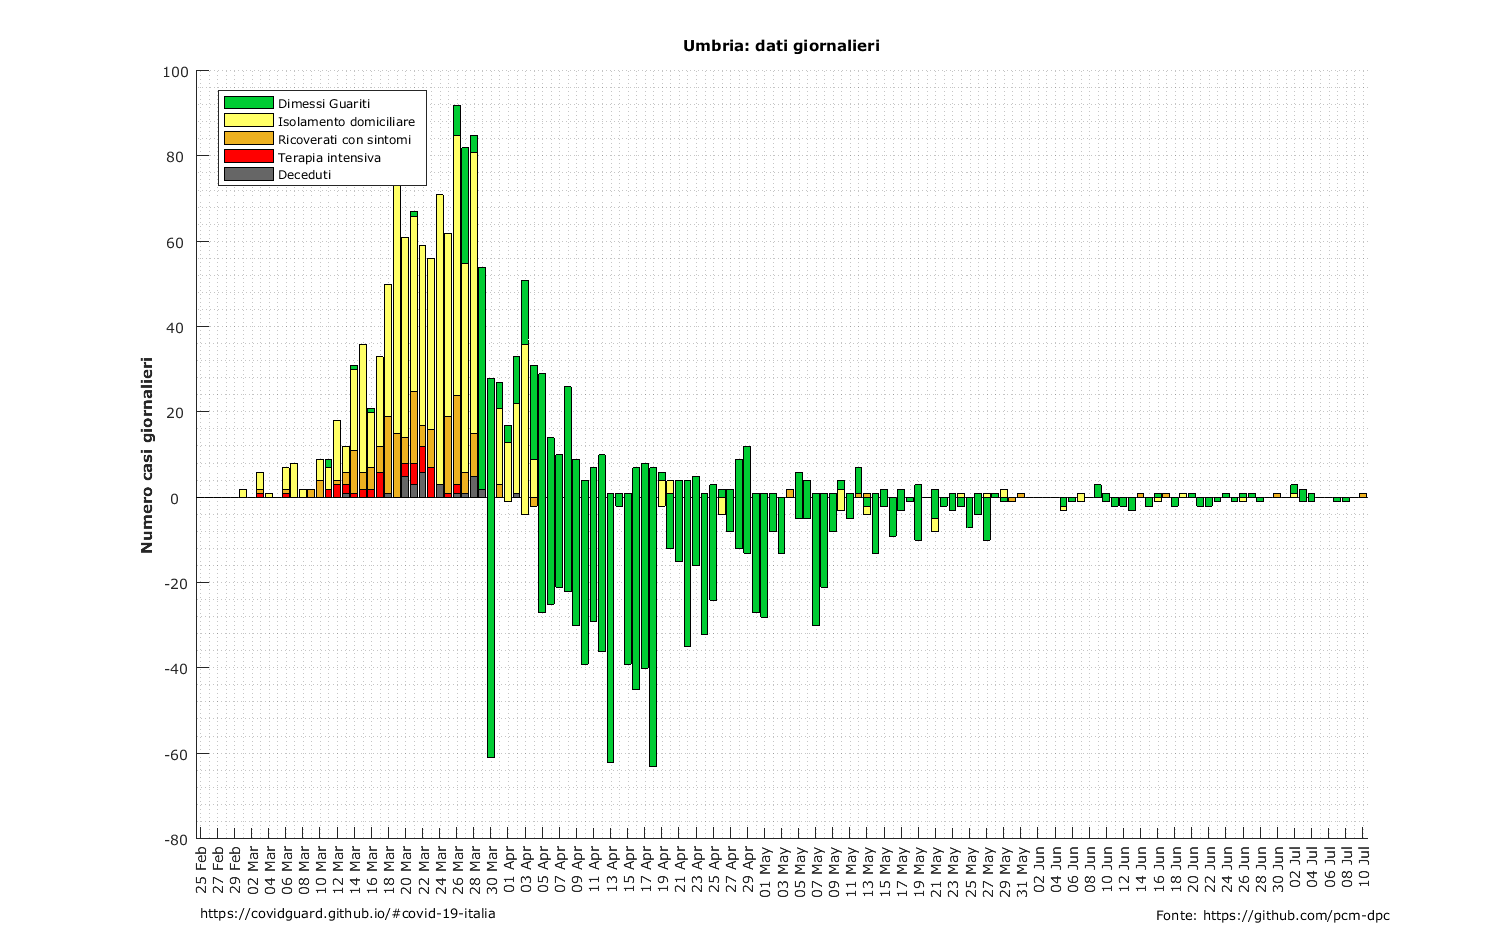 Umbria: dati giornalieri
100
80
60
40
20
0
-20
-40
-60
-80
Numero casi giornalieri
Dimessi Guariti
Isolamento domiciliare
Ricoverati con sintomi
Terapia intensiva
Deceduti
25 Feb
27 Feb
29 Feb
02 Mar
04 Mar
06 Mar
08 Mar
10 Mar
12 Mar
14 Mar
16 Mar
18 Mar
20 Mar
22 Mar
24 Mar
26 Mar
28 Mar
30 Mar
01 Apr
03 Apr
05 Apr
07 Apr
09 Apr
11 Apr
13 Apr
15 Apr
17 Apr
19 Apr
21 Apr
23 Apr
25 Apr
27 Apr
29 Apr
01 May
03 May
05 May
07 May
09 May
11 May
13 May
15 May
17 May
19 May
21 May
23 May
25 May
27 May
29 May
31 May
02 Jun
04 Jun
06 Jun
08 Jun
10 Jun
12 Jun
14 Jun
16 Jun
18 Jun
20 Jun
22 Jun
24 Jun
26 Jun
28 Jun
30 Jun
02 Jul
04 Jul
06 Jul
08 Jul
10 Jul
https://covidguard.github.io/#covid-19-italia
Fonte: https://github.com/pcm-dpc